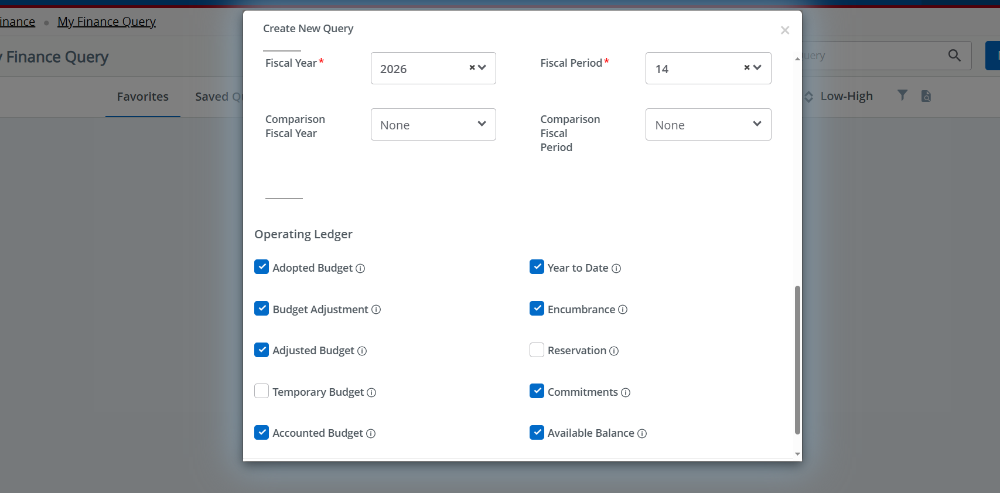 inance • My Finance Query
Create New Query
Finance Query
uery
Fiscal Year*
2026
Fiscal Period*
14
Favorites
Saved Qu
Low-High
Comparison
Fiscal Year
None
Comparison
Fiscal
Period
None
Operating Ledger
Adopted Budget
Year to Date
Budget Adjustment
Encumbrance
Adjusted Budget
Reservation
Temporary Budget
Commitments
Accounted Budget
Available Balance